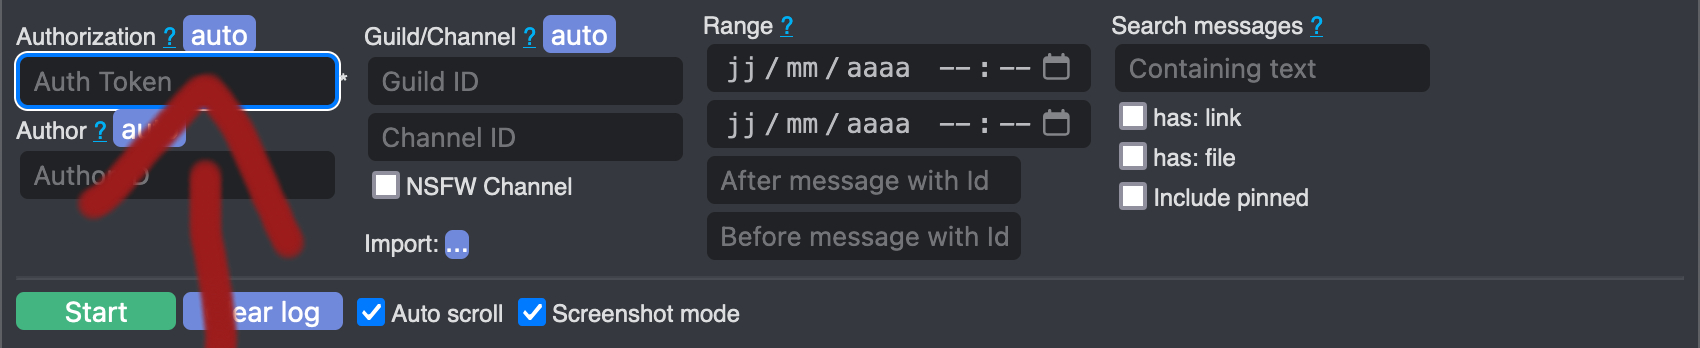 Authorization ? auto
Auth Token *
Author ?
Author ID
Guild/Channel ? auto
Guild ID
Channel ID
NSFW Channel
Import: ...
Range ?
jj/mm/aaaa --:--
jj/mm/aaaa --:--
After message with Id
Before message with Id
Search messages ?
Containing text
has: link
has: file
Include pinned
Start
log
Auto scroll
Screenshot mode